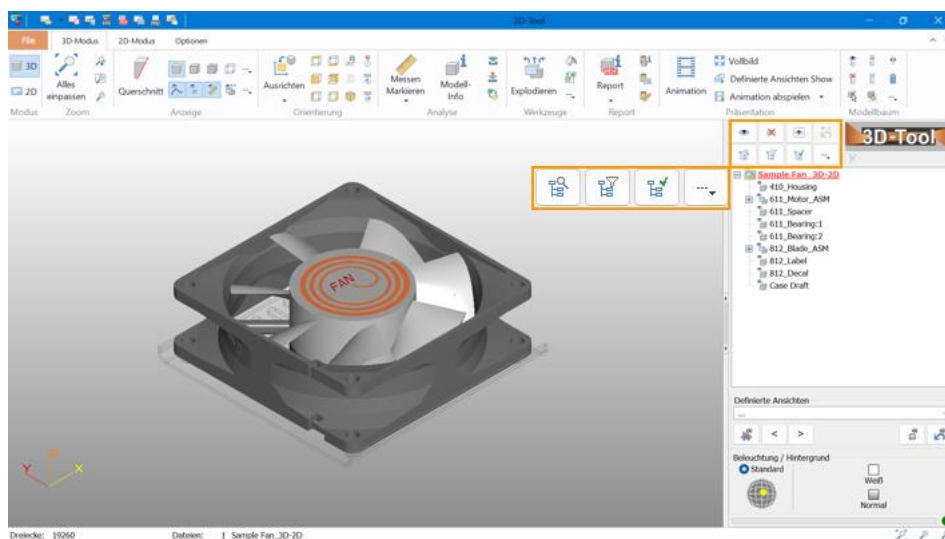 3D-Tool
File 3D-Modus 2D-Modus Optionen
3D
2D
Alles einpassen
Querschnitt
Ausrichten
Messen Markieren
Modell-Info
Explodieren
Report
Animation
Vollbild
Definierte Ansichten Show
Animation abspielen
Modus Zoom Anzeige Orientierung Analyse Werkzeuge Report Präsentation Modellbaum
3D-Tool
Sample Fan_3D-2D
410_Housing
611_Motor_ASM
611_Spacer
611_Bearing:1
611_Bearing:2
812_Blade_ASM
812_Label
812_Decal
Case Draft
FAN
Definierte Ansichten
...
< >
Beleuchtung / Hintergrund
Standard
Weiß
Normal
Y X
Dreiecke: 19260 Dateien: 1 Sample Fan_3D-2D